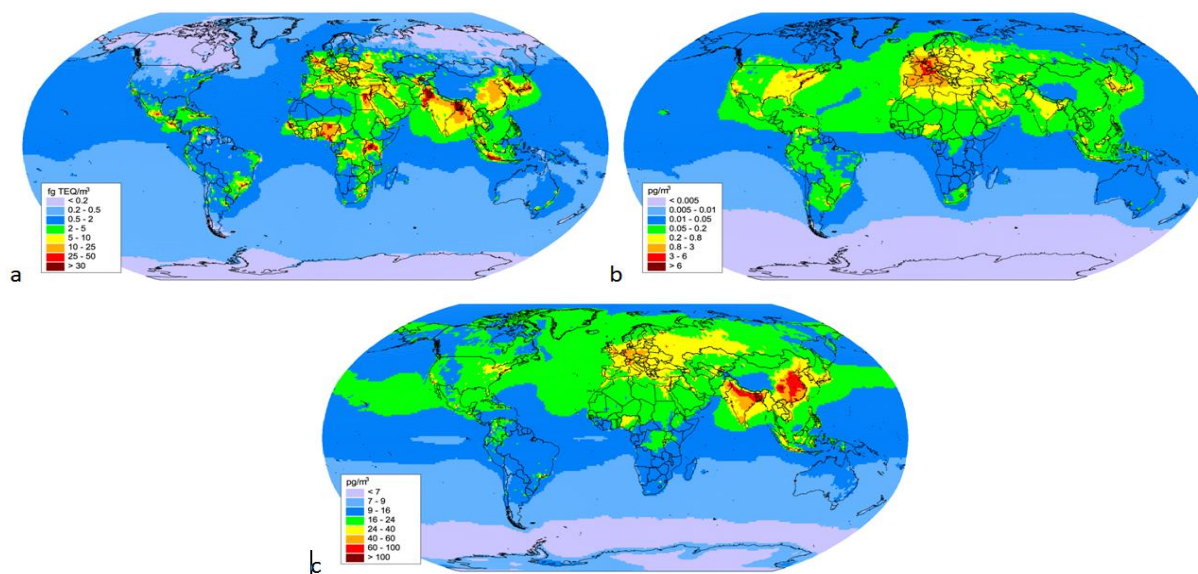 fg TEQ/m³
< 0.2
0.2 - 0.5
0.5 - 2
2 - 5
5 - 10
10 - 25
25 - 50
> 30
a
pg/m³
< 0.005
0.005 - 0.01
0.01 - 0.05
0.05 - 0.2
0.2 - 0.8
0.8 - 3
3 - 6
> 6
b
pg/m³
< 7
7 - 9
9 - 16
16 - 24
24 - 40
40 - 60
60 - 100
> 100
c